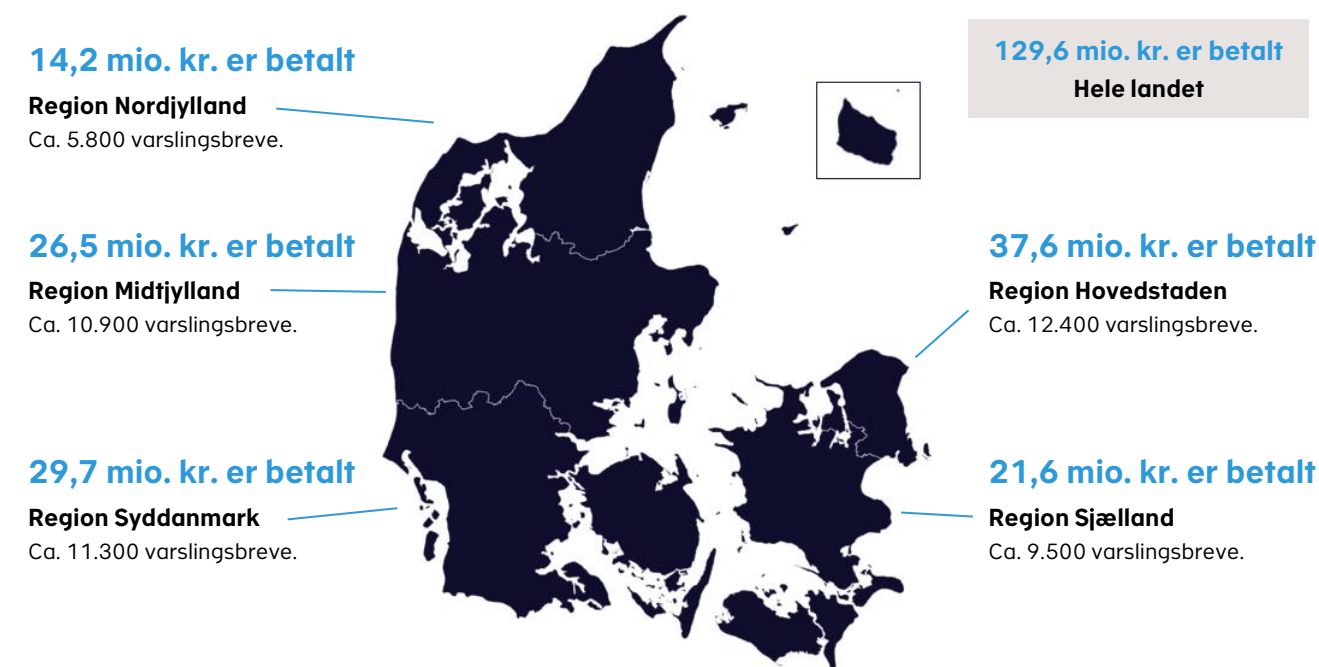 14,2 mio. kr. er betalt
Region Nordjylland
Ca. 5.800 varslingsbreve.
26,5 mio. kr. er betalt
Region Midtjylland
Ca. 10.900 varslingsbreve.
29,7 mio. kr. er betalt
Region Syddanmark
Ca. 11.300 varslingsbreve.
129,6 mio. kr. er betalt
Hele landet
37,6 mio. kr. er betalt
Region Hovedstaden
Ca. 12.400 varslingsbreve.
21,6 mio. kr. er betalt
Region Sjælland
Ca. 9.500 varslingsbreve.